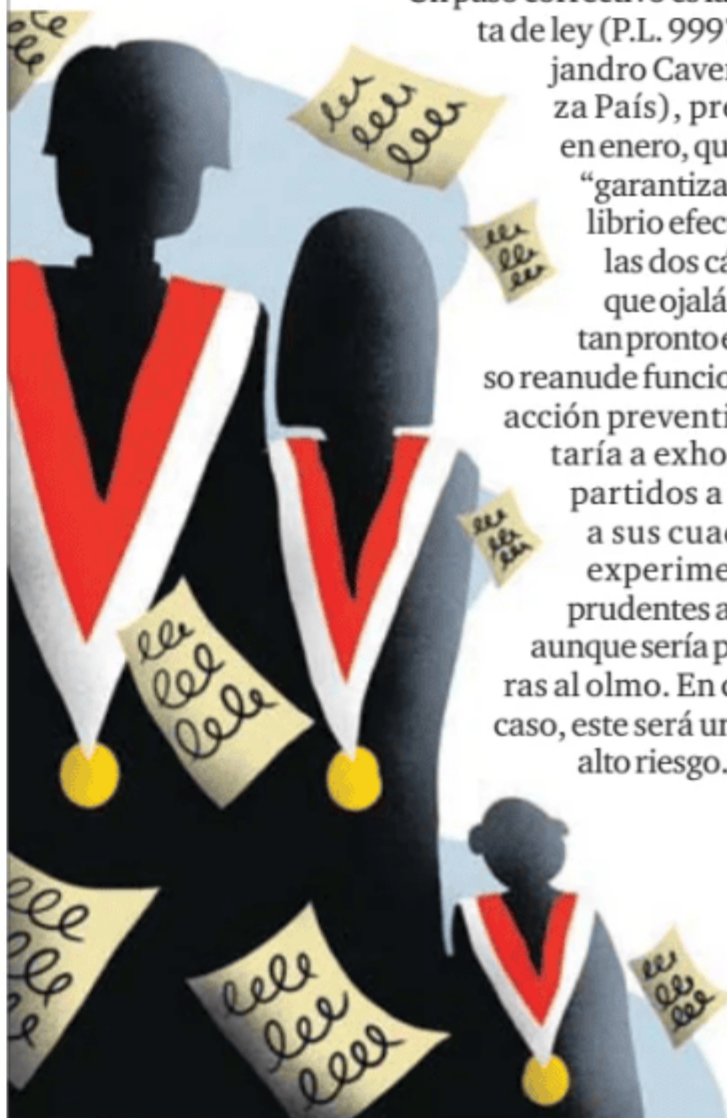 ta de ley (P.L. 999
jandro Caver
za País), pre
en enero, qu
“garantiza
librio efec
las dos cá
que ojalá
tan pronto e
so reanude funcio
acción preventi
taría a exho
partidos a
a sus cuad
experime
prudentes a
aunque sería p
ras al olmo. En c
caso, este será un
alto riesgo.